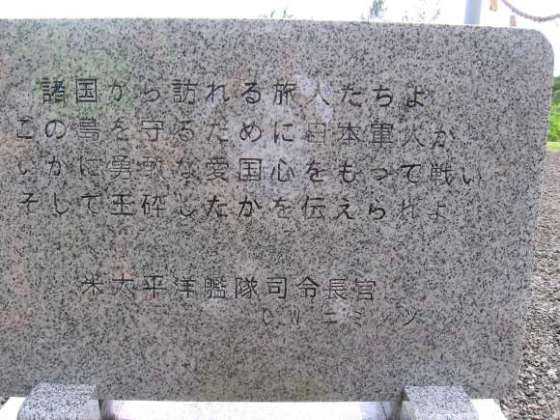 諸国から訪れる旅人たちよ
この島を守るために日本軍人が
いかに勇敢な愛国心をもって戦い
そして玉砕したかを伝えられよ
米太平洋艦隊司令長官
C.W.ニミッツ